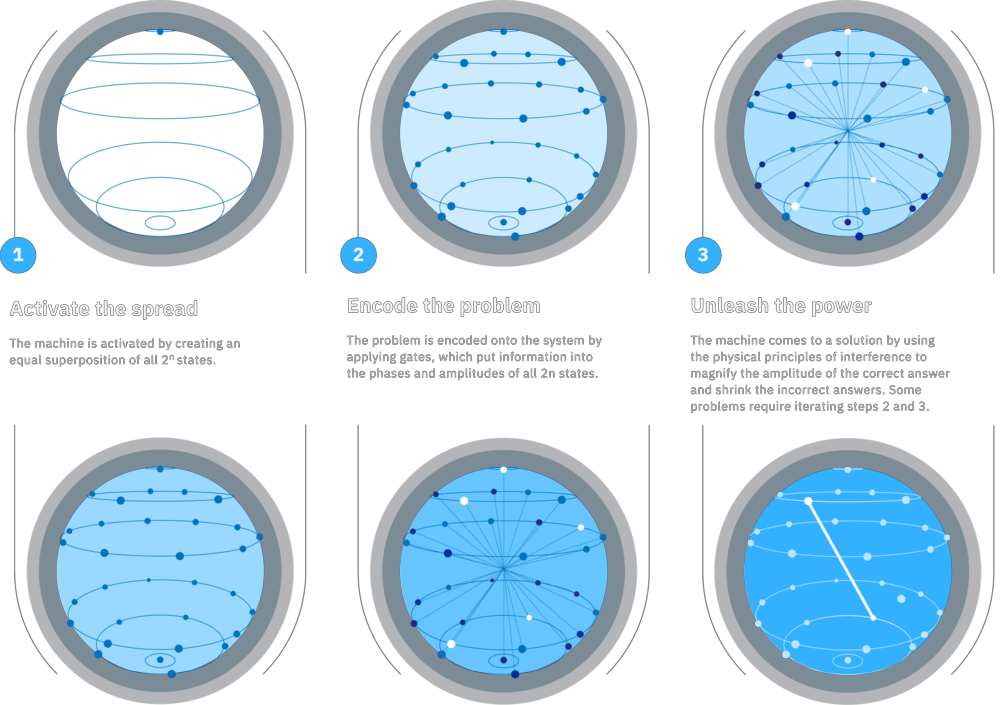 1
Activate the spread
The machine is activated by creating an
equal superposition of all 2ⁿ states.
2
Encode the problem
The problem is encoded onto the system by
applying gates, which put information into
the phases and amplitudes of all 2n states.
3
Unleash the power
The machine comes to a solution by using
the physical principles of interference to
magnify the amplitude of the correct answer
and shrink the incorrect answers. Some
problems require iterating steps 2 and 3.